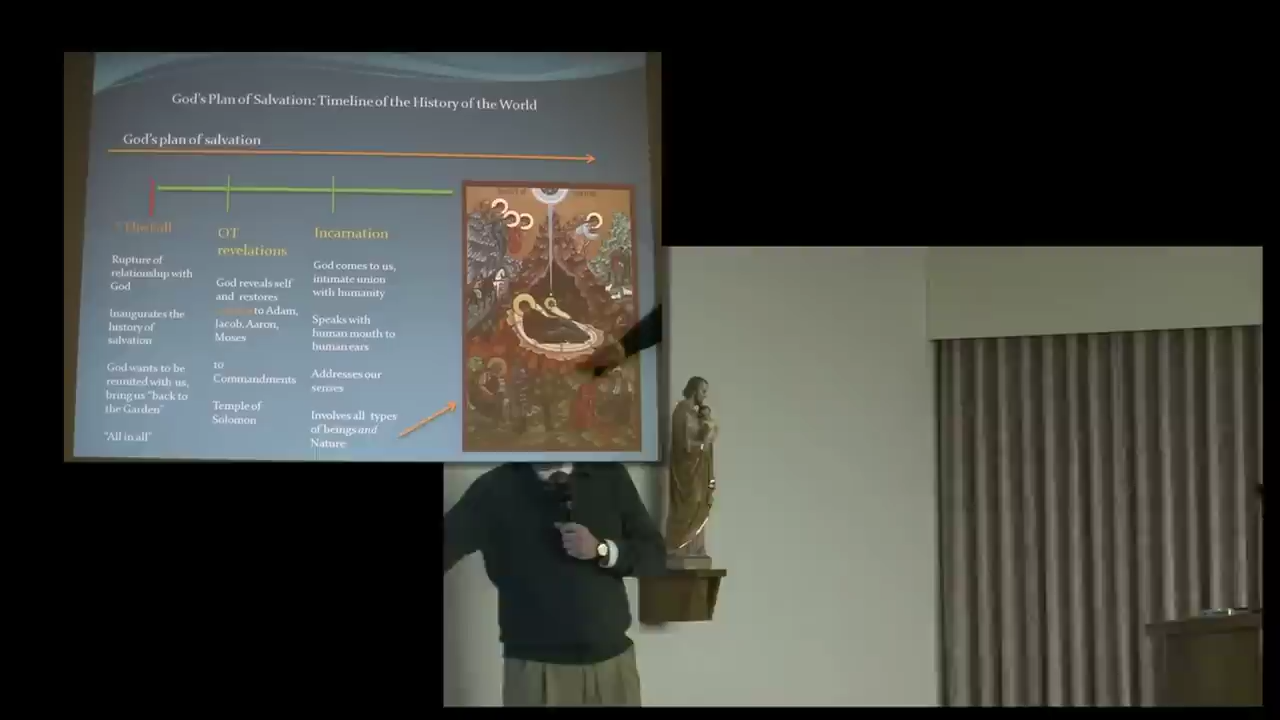 God's Plan of Salvation: Timeline of the History of the World
God's plan of salvation
The Fall
Rupture of
relationship with
God
Inaugurates the
history of
salvation
God wants to be
reunited with us,
bring us "back to
the Garden"
"All in all"
OT
revelations
God reveals self
and restores
to Adam,
Jacob, Aaron,
Moses
10
Commandments
Temple of
Solomon
Incarnation
God comes to us,
intimate union
with humanity
Speaks with
human mouth to
human ears
Addresses our
senses
Involves all types
of beings and
Nature